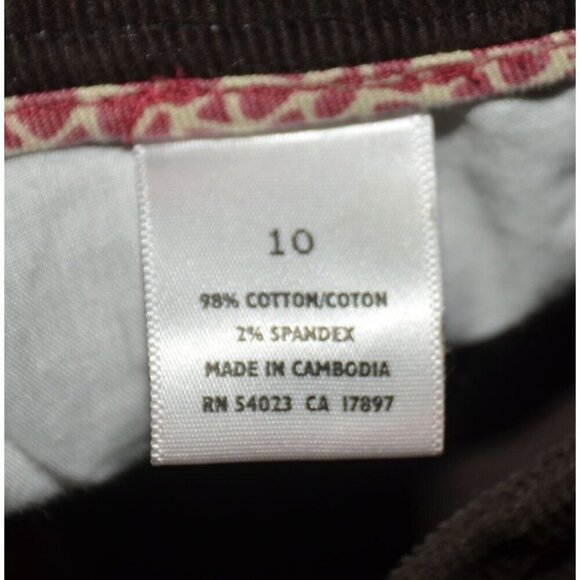 10
98% COTTON/COTON
2% SPANDEX
MADE IN CAMBODIA
RN 54023 CA 17897